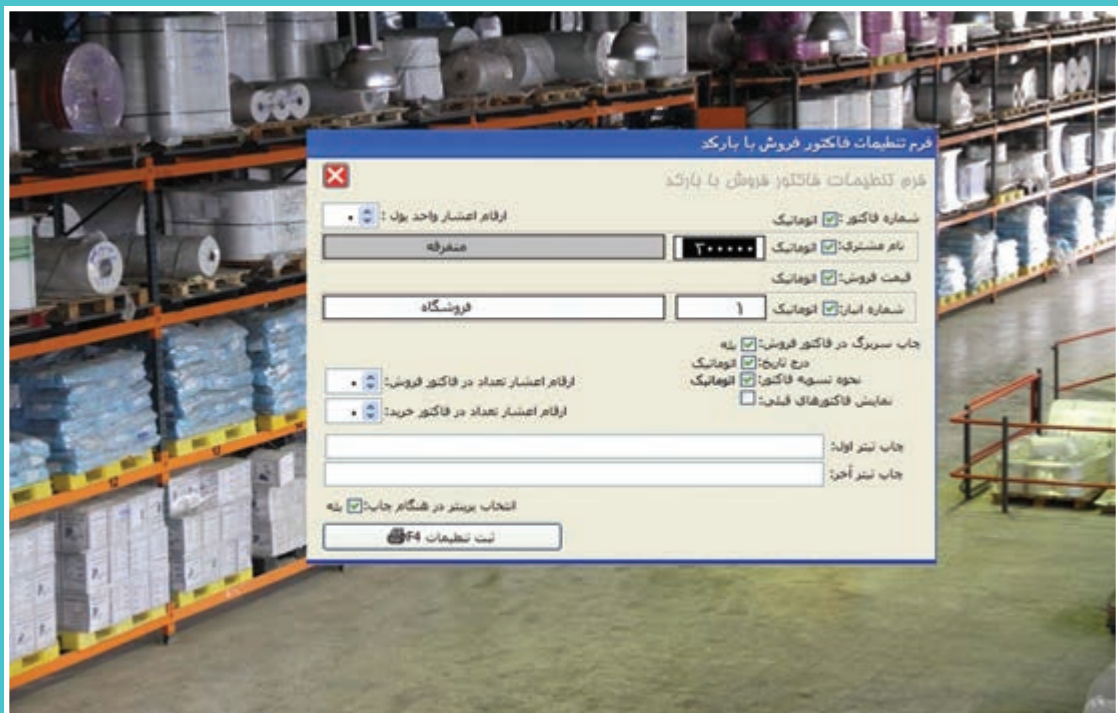 فرم تنظیمات فاکتور فروش با بارکد
فرم تنظیمات فاکتور فروش با بارکد
شماره فاکتور: اتوماتیک ارقام اعشار واحد پول: ۰
نام مشتری: اتوماتیک ۲۰۰۰۰۰ متفرقه
قیمت فروش: اتوماتیک
شماره انبار: اتوماتیک ۱ فروشگاه
چاپ سربرگ در فاکتور فروش: بله
درج تاریخ: اتوماتیک
نحوه تسویه فاکتور: اتوماتیک ارقام اعشار تعداد در فاکتور فروش: ۰
نمایش فاکتورهای قبلی:
ارقام اعشار تعداد در فاکتور خرید: ۰
چاپ تیتر اول:
چاپ تیتر آخر:
انتخاب پرینتر در هنگام چاپ: بله
ثبت تنظیمات F4